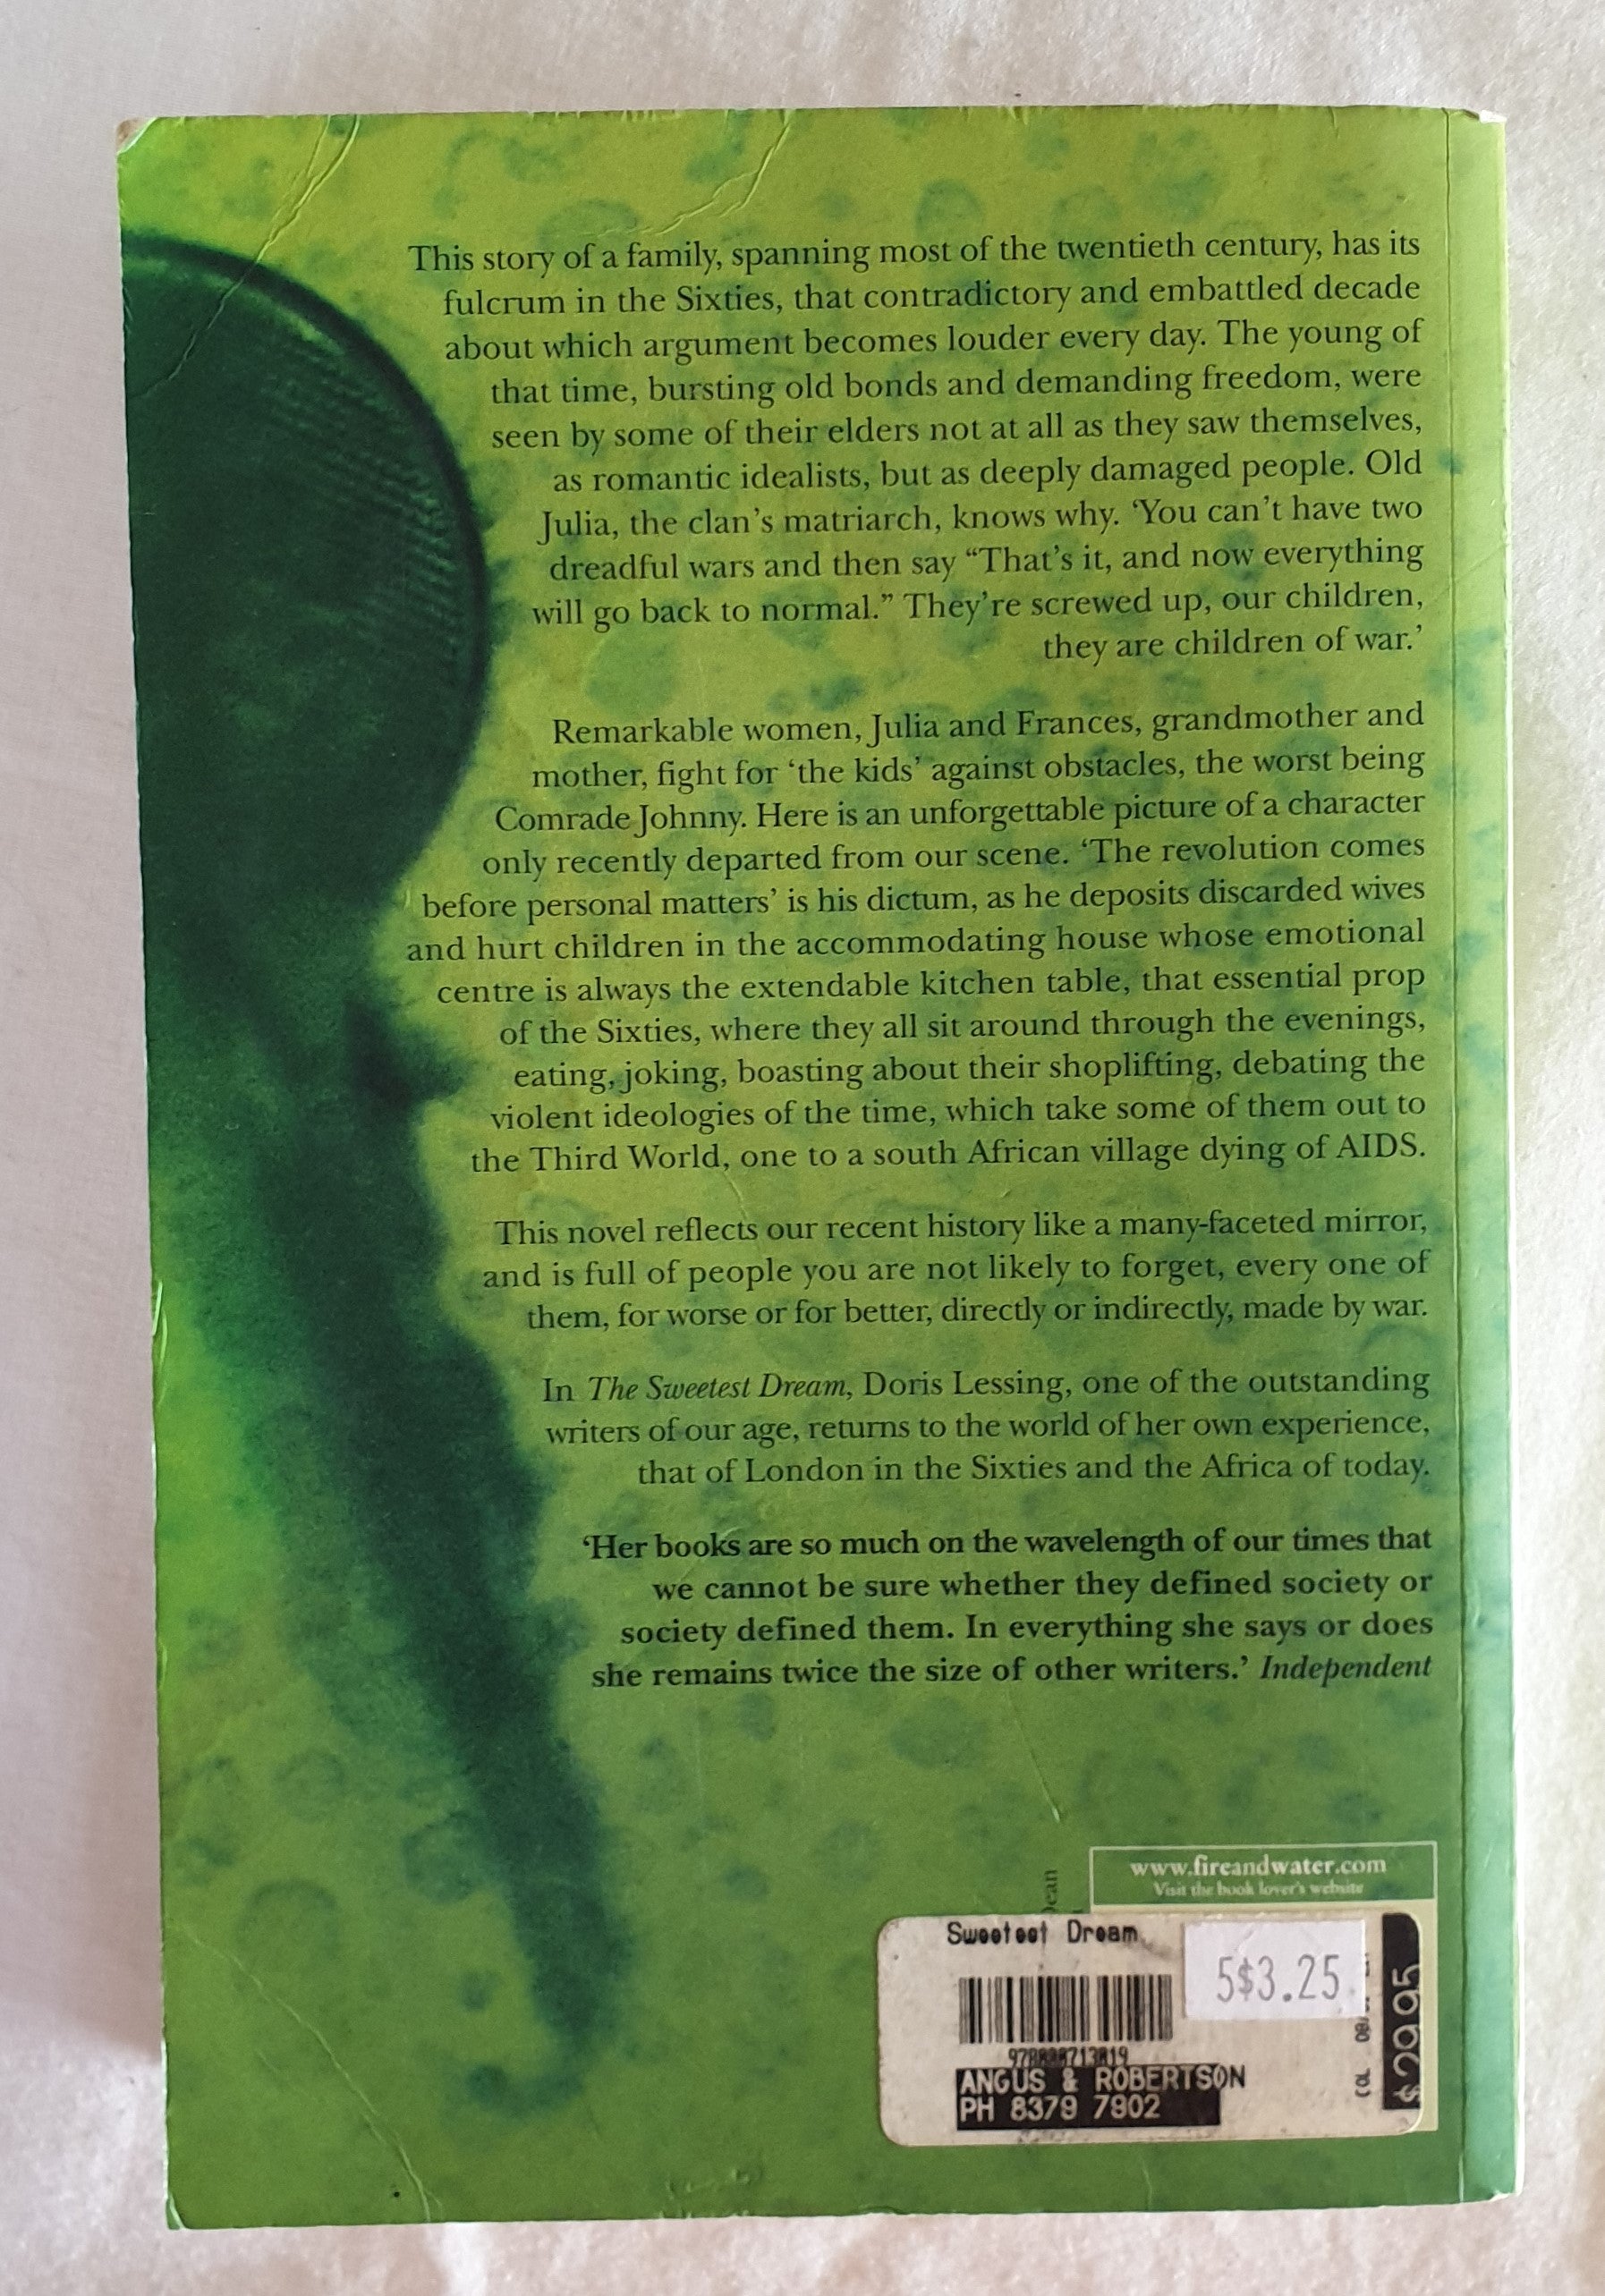 This story of a family, spanning most of the twentieth century, has its
fulcrum in the Sixties, that contradictory and embattled decade
about which argument becomes louder every day. The young of
that time, bursting old bonds and demanding freedom, were
seen by some of their elders not at all as they saw themselves,
as romantic idealists, but as deeply damaged people. Old
Julia, the clan's matriarch, knows why. ‘You can't have two
dreadful wars and then say “That's it, and now everything
will go back to normal.” They're screwed up, our children,
they are children of war.’
Remarkable women, Julia and Frances, grandmother and
mother, fight for ‘the kids’ against obstacles, the worst being
Comrade Johnny. Here is an unforgettable picture of a character
only recently departed from our scene. ‘The revolution comes
before personal matters’ is his dictum, as he deposits discarded wives
and hurt children in the accommodating house whose emotional
centre is always the extendable kitchen table, that essential prop
of the Sixties, where they all sit around through the evenings,
eating, joking, boasting about their shoplifting, debating the
violent ideologies of the time, which take some of them out to
the Third World, one to a south African village dying of AIDS.
This novel reflects our recent history like a many-faceted mirror,
and is full of people you are not likely to forget, every one of
them, for worse or for better, directly or indirectly, made by war.
In The Sweetest Dream, Doris Lessing, one of the outstanding
writers of our age, returns to the world of her own experience,
that of London in the Sixties and the Africa of today.
‘Her books are so much on the wavelength of our times that
we cannot be sure whether they defined society or
society defined them. In everything she says or does
she remains twice the size of other writers.’ Independent
www.fireandwater.com
Visit the book lover's website
Sweetest Dream
5$3.25
$29.95
COL
ANGUS & ROBERTSON
PH 8379 7902